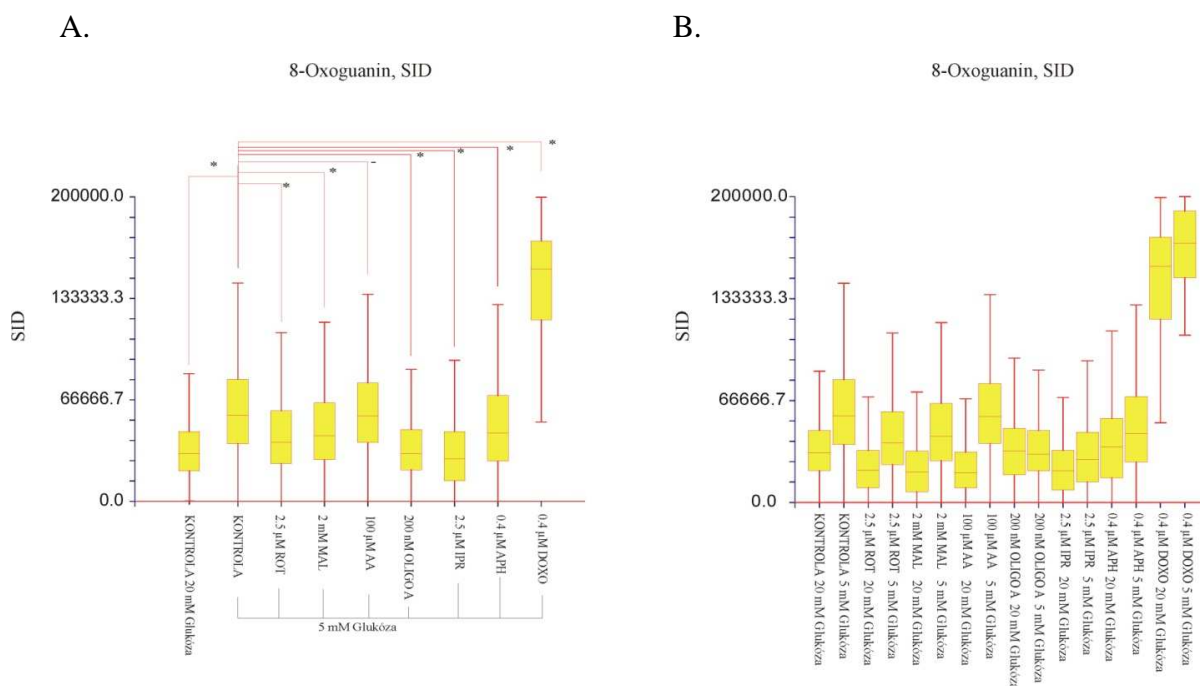 A.
8-Oxoguanin, SID
*
*
*
-
*
*
*
*
200000.0
133333.3
66666.7
0.0
SID
KONTROLA 20 mM Glukóza
KONTROLA
2.5 µM ROT
2 mM MAL
100 µM AA
200 nM OLIGO A
2.5 µM IPR
0.4 µM APH
0.4 µM DOXO
5 mM Glukóza
B.
8-Oxoguanin, SID
200000.0
133333.3
66666.7
0.0
SID
KONTROLA 20 mM Glukóza
KONTROLA 5 mM Glukóza
2.5 µM ROT 20 mM Glukóza
2.5 µM ROT 5 mM Glukóza
2 mM MAL 20 mM Glukóza
2 mM MAL 5 mM Glukóza
100 µM AA 20 mM Glukóza
100 µM AA 5 mM Glukóza
200 nM OLIGO A 20 mM Glukóza
200 nM OLIGO A 5 mM Glukóza
2.5 µM IPR 20 mM Glukóza
2.5 µM IPR 5 mM Glukóza
0.4 µM APH 20 mM Glukóza
0.4 µM APH 5 mM Glukóza
0.4 µM DOXO 20 mM Glukóza
0.4 µM DOXO 5 mM Glukóza